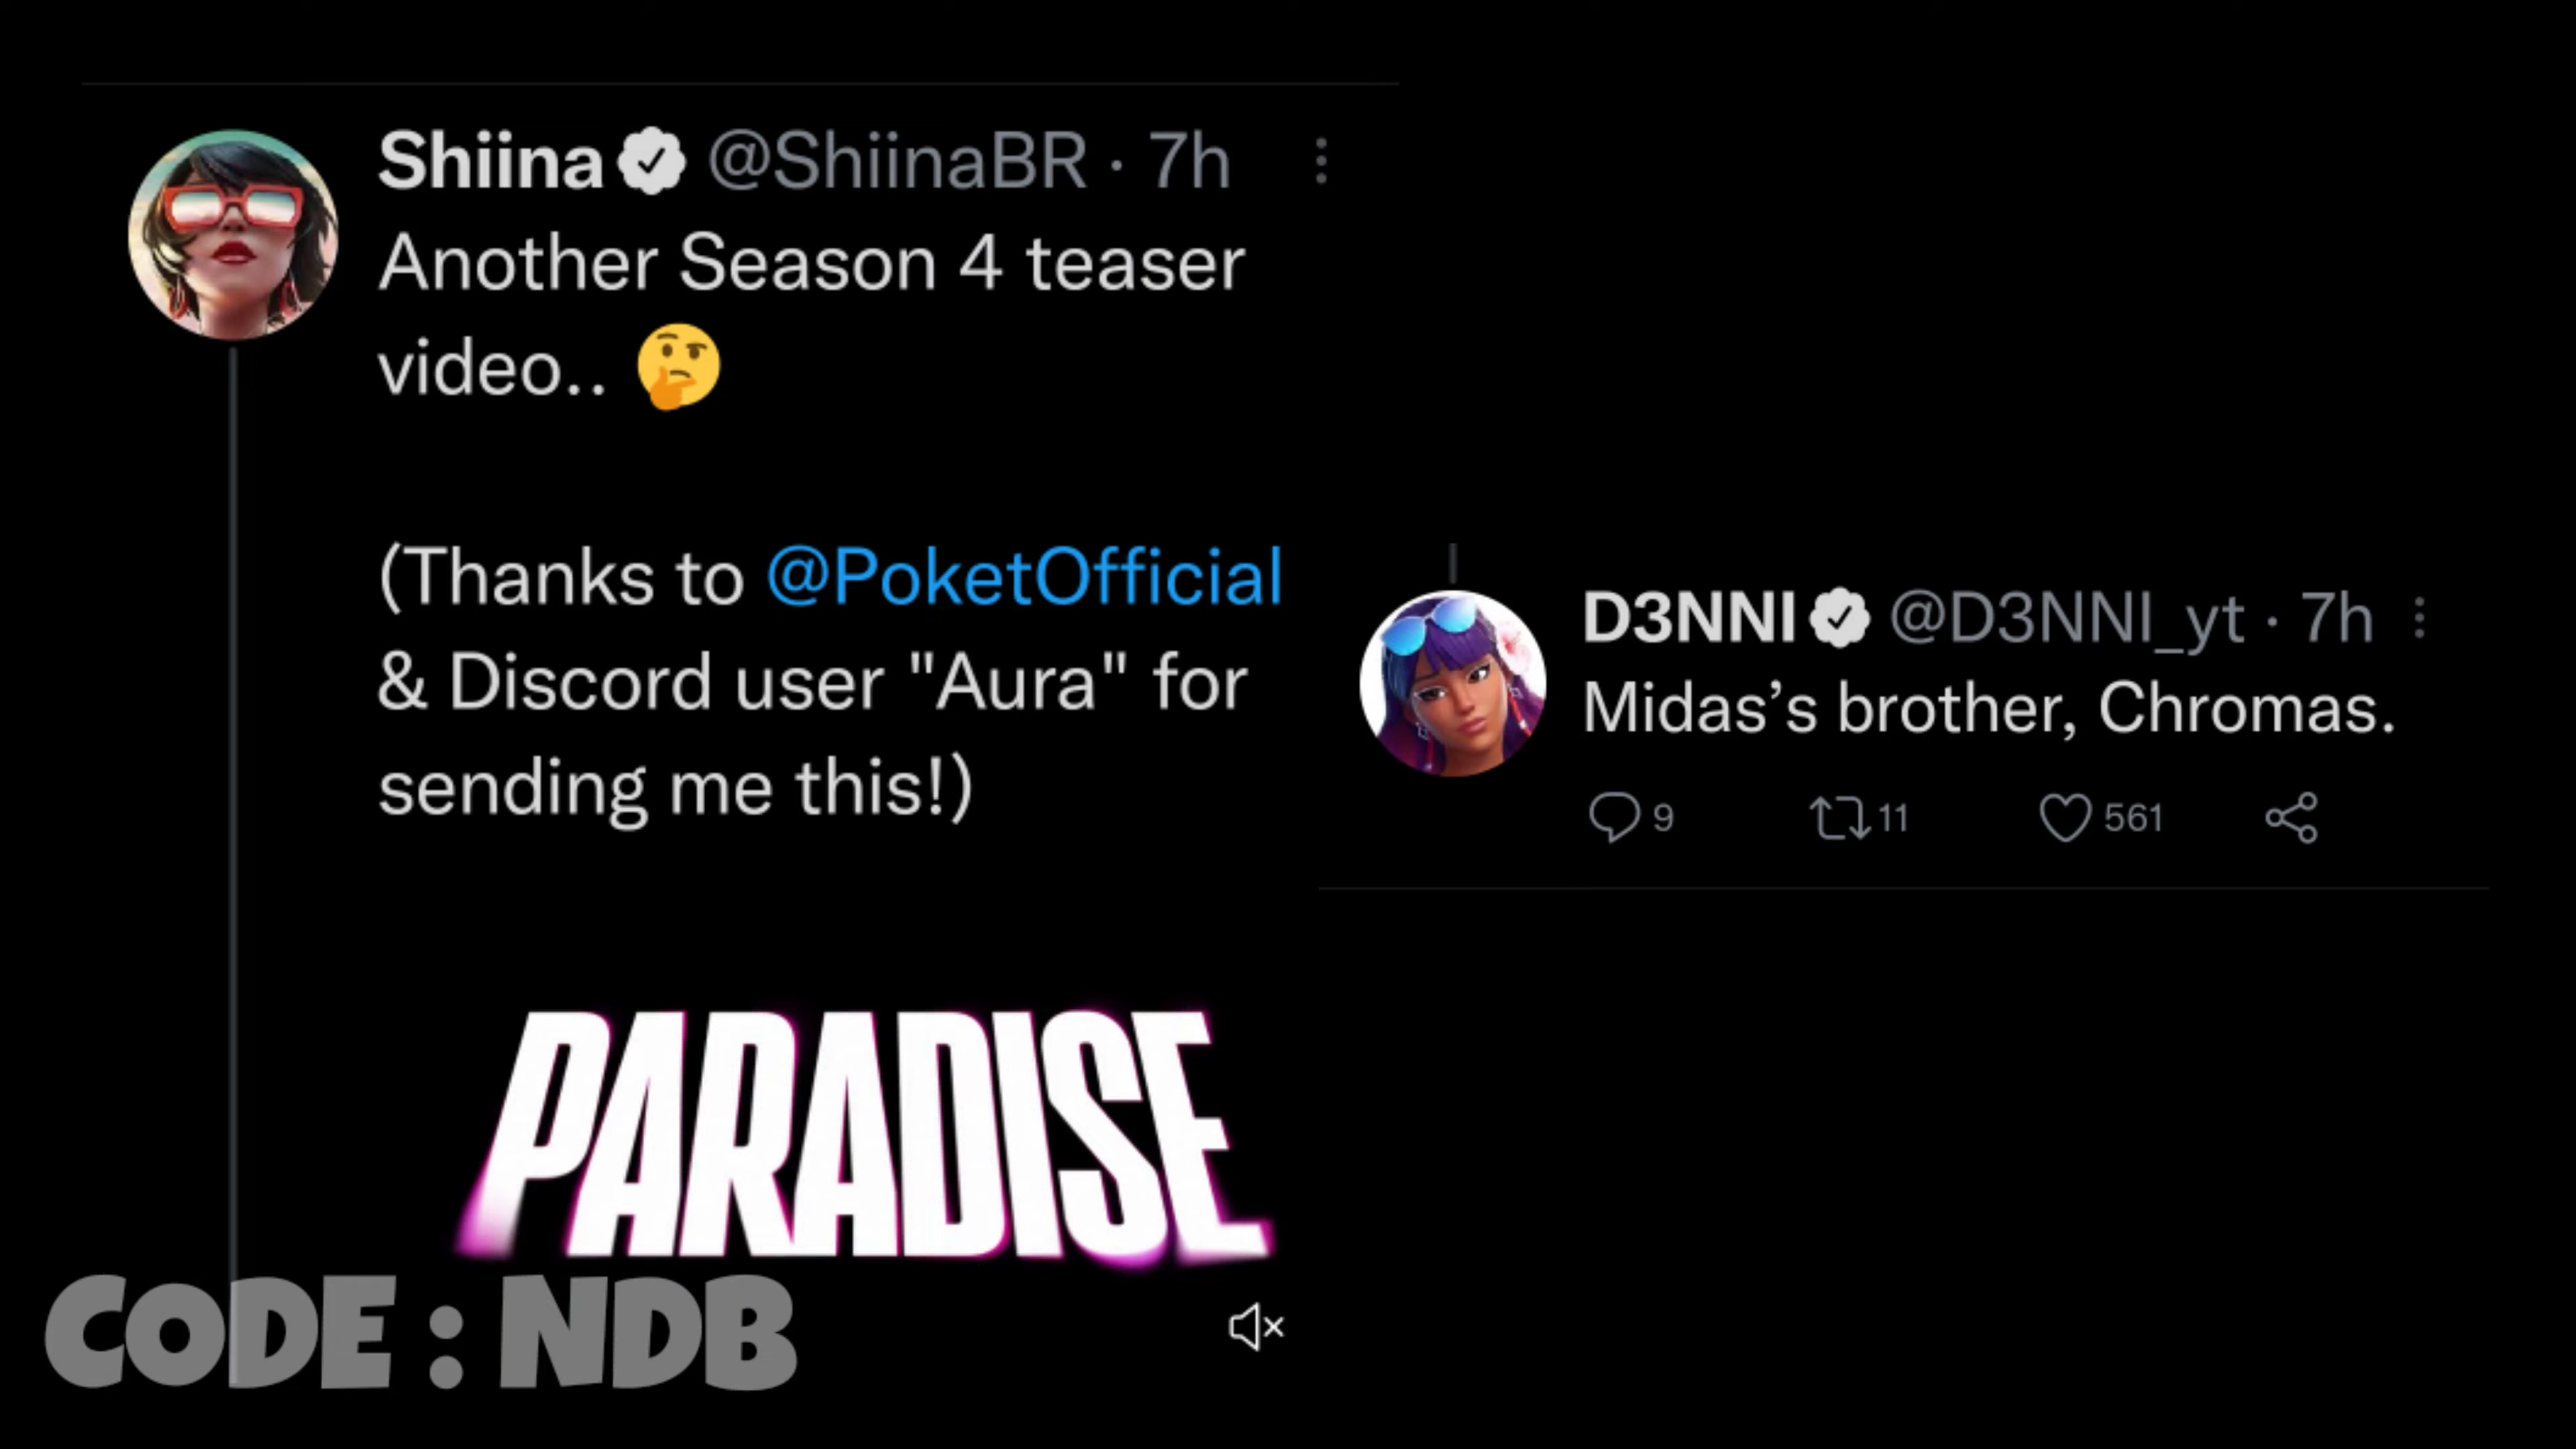 Shiina @ShiinaBR · 7h
Another Season 4 teaser
video.. 🤔
(Thanks to @PoketOfficial
& Discord user "Aura" for
sending me this!)
PARADISE
CODE : NDB
D3NNI @D3NNI_yt · 7h
Midas’s brother, Chromas.
9 11 561